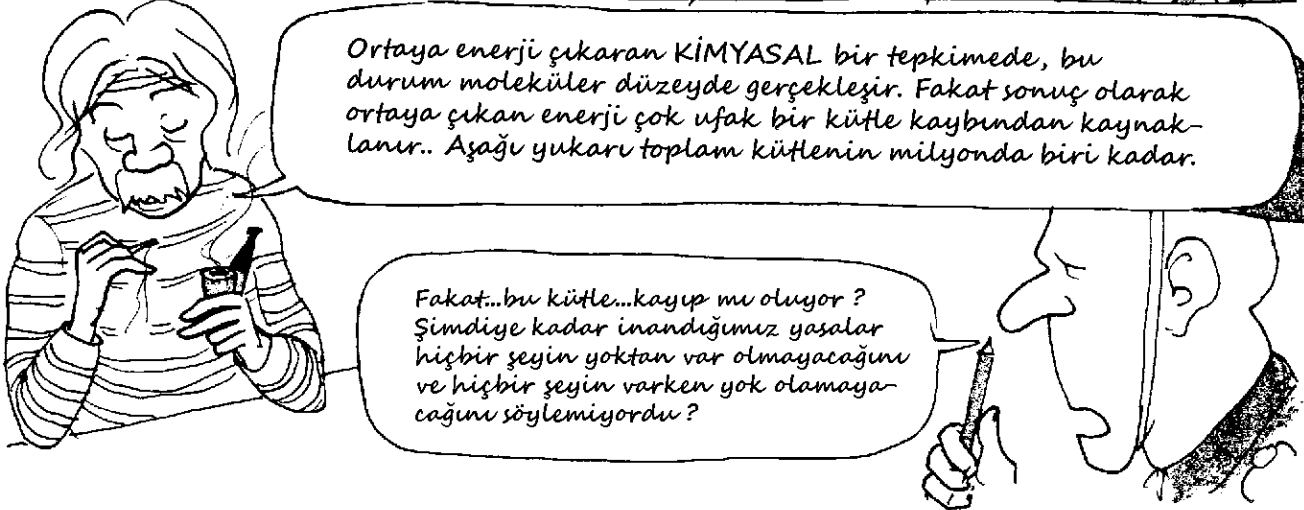 Ortaya enerji çıkaran KİMYASAL bir tepkimede, bu
durum moleküler düzeyde gerçekleşir. Fakat sonuç olarak
ortaya çıkan enerji çok ufak bir kütle kaybından kaynak-
lanır.. Aşağı yukarı toplam kütlenin milyonda biri kadar.
Fakat...bu kütle...kayıp mı oluyor ?
Şimdiye kadar inandığımız yasalar
hiçbir şeyin yoktan var olmayacağını
ve hiçbir şeyin varken yok olamaya-
cağını söylemiyordu ?